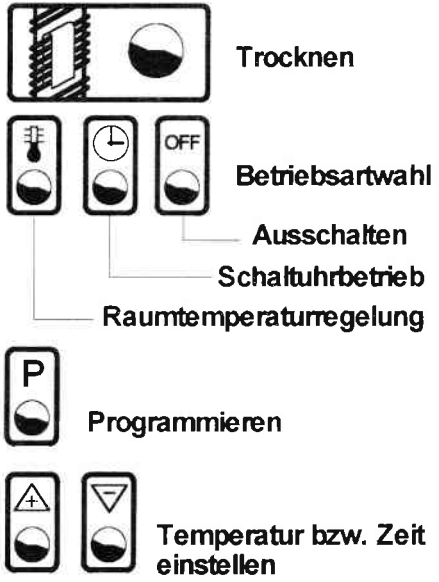 Trocknen
OFF
Betriebsartwahl
Ausschalten
Schaltuhrbetrieb
Raumtemperaturregelung
P
Programmieren
+ −
Temperatur bzw. Zeit
einstellen